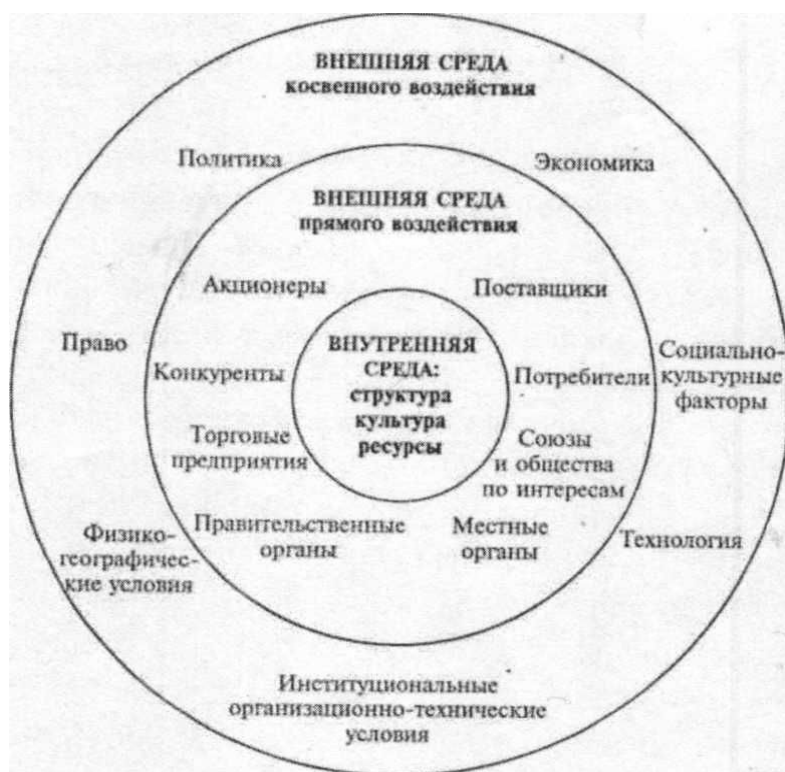 ВНЕШНЯЯ СРЕДА
косвенного воздействия
Политика
Экономика
ВНЕШНЯЯ СРЕДА
прямого воздействия
Акционеры
Поставщики
Право
ВНУТРЕННЯЯ
СРЕДА:
структура
культура
ресурсы
Конкуренты
Потребители
Социально-
культурные
факторы
Торговые
предприятия
Союзы
и общества
по интересам
Физико-
географичес-
кие условия
Правительственные
органы
Местные
органы
Технология
Институциональные
организационно-технические
условия